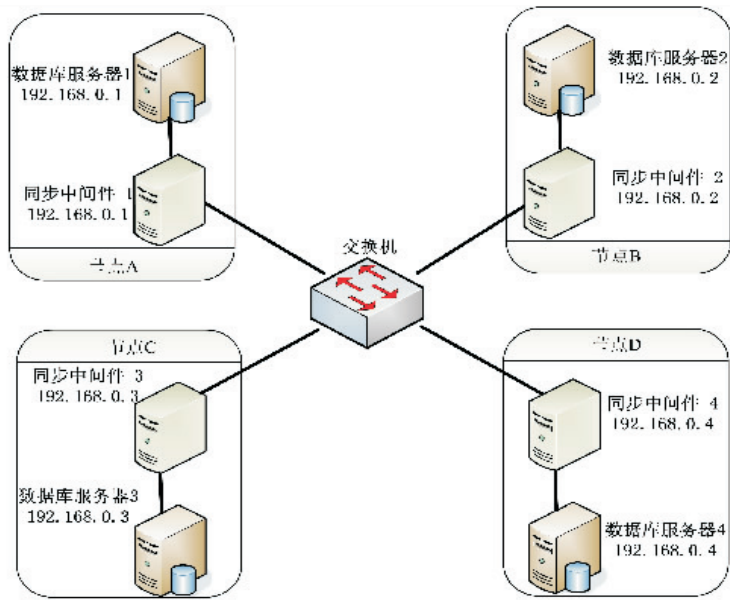 数据库服务器1
192.168.0.1
同步中间件 1
192.168.0.1
节点A
数据库服务器2
192.168.0.2
同步中间件 2
192.168.0.2
节点B
交换机
节点C
同步中间件 3
192.168.0.3
数据库服务器3
192.168.0.3
节点D
同步中间件 4
192.168.0.4
数据库服务器4
192.168.0.4